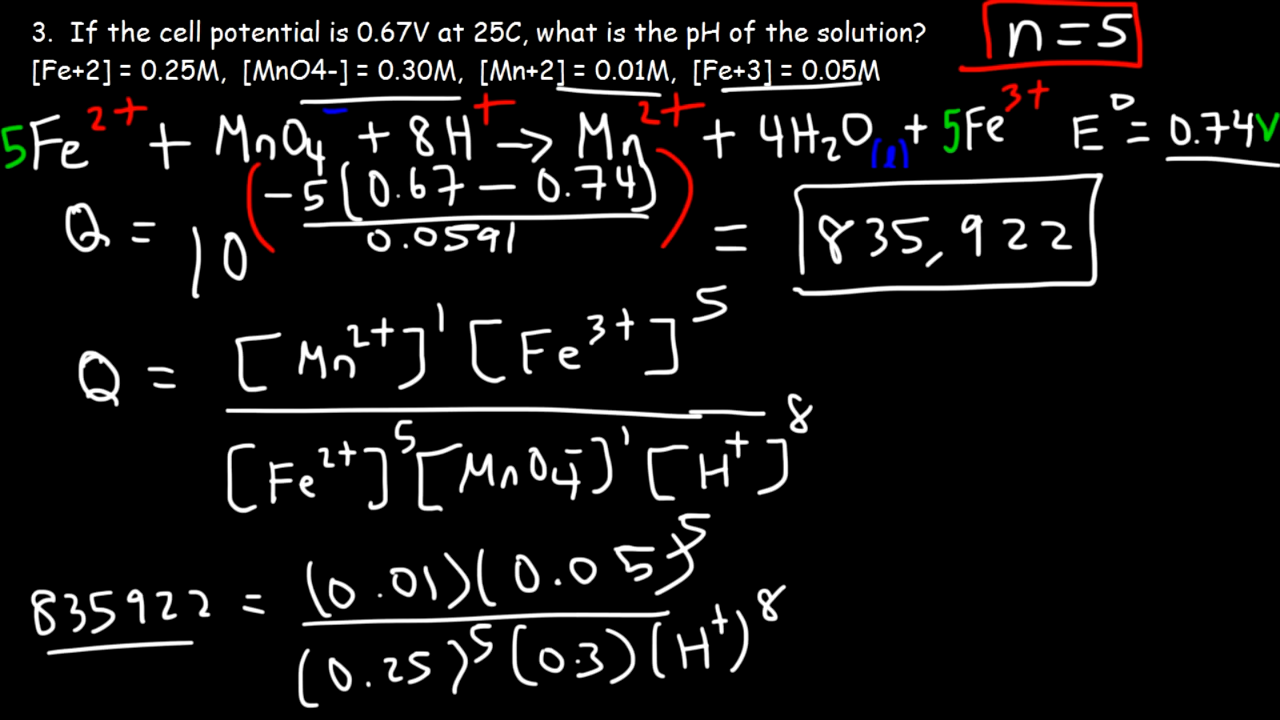 3. If the cell potential is 0.67V at 25C, what is the pH of the solution?
n = 5
[Fe+2] = 0.25M, [MnO4-] = 0.30M, [Mn+2] = 0.01M, [Fe+3] = 0.05M
5Fe²⁺ + MnO₄⁻ + 8H⁺ → Mn²⁺ + 4H₂O(l) + 5Fe³⁺ E° = 0.74V
Q = 10^(-5(0.67 - 0.74) / 0.0591) = 835,922
Q = [Mn²⁺]¹ [Fe³⁺]⁵ / [Fe²⁺]⁵ [MnO₄⁻]¹ [H⁺]⁸
835922 = (0.01)(0.05)⁵ / (0.25)⁵ (0.3) (H⁺)⁸